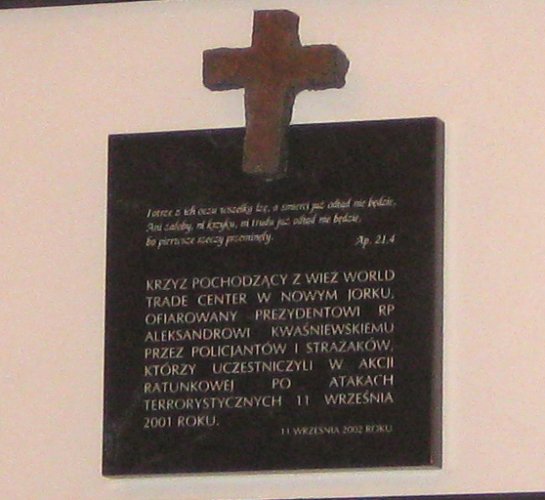 I otrze z ich oczu wszelką łzę, a śmierci już odtąd nie będzie.
Ani żałoby, ni krzyku, ni trudu już odtąd nie będzie,
bo pierwsze rzeczy przeminęły.
Ap. 21.4
KRZYŻ POCHODZĄCY Z WIEŻ WORLD
TRADE CENTER W NOWYM JORKU,
OFIAROWANY PREZYDENTOWI RP
ALEKSANDROWI KWAŚNIEWSKIEMU
PRZEZ POLICJANTÓW I STRAŻAKÓW,
KTÓRZY UCZESTNICZYLI W AKCJI
RATUNKOWEJ PO ATAKACH
TERRORYSTYCZNYCH 11 WRZEŚNIA
2001 ROKU.
11 WRZEŚNIA 2002 ROKU